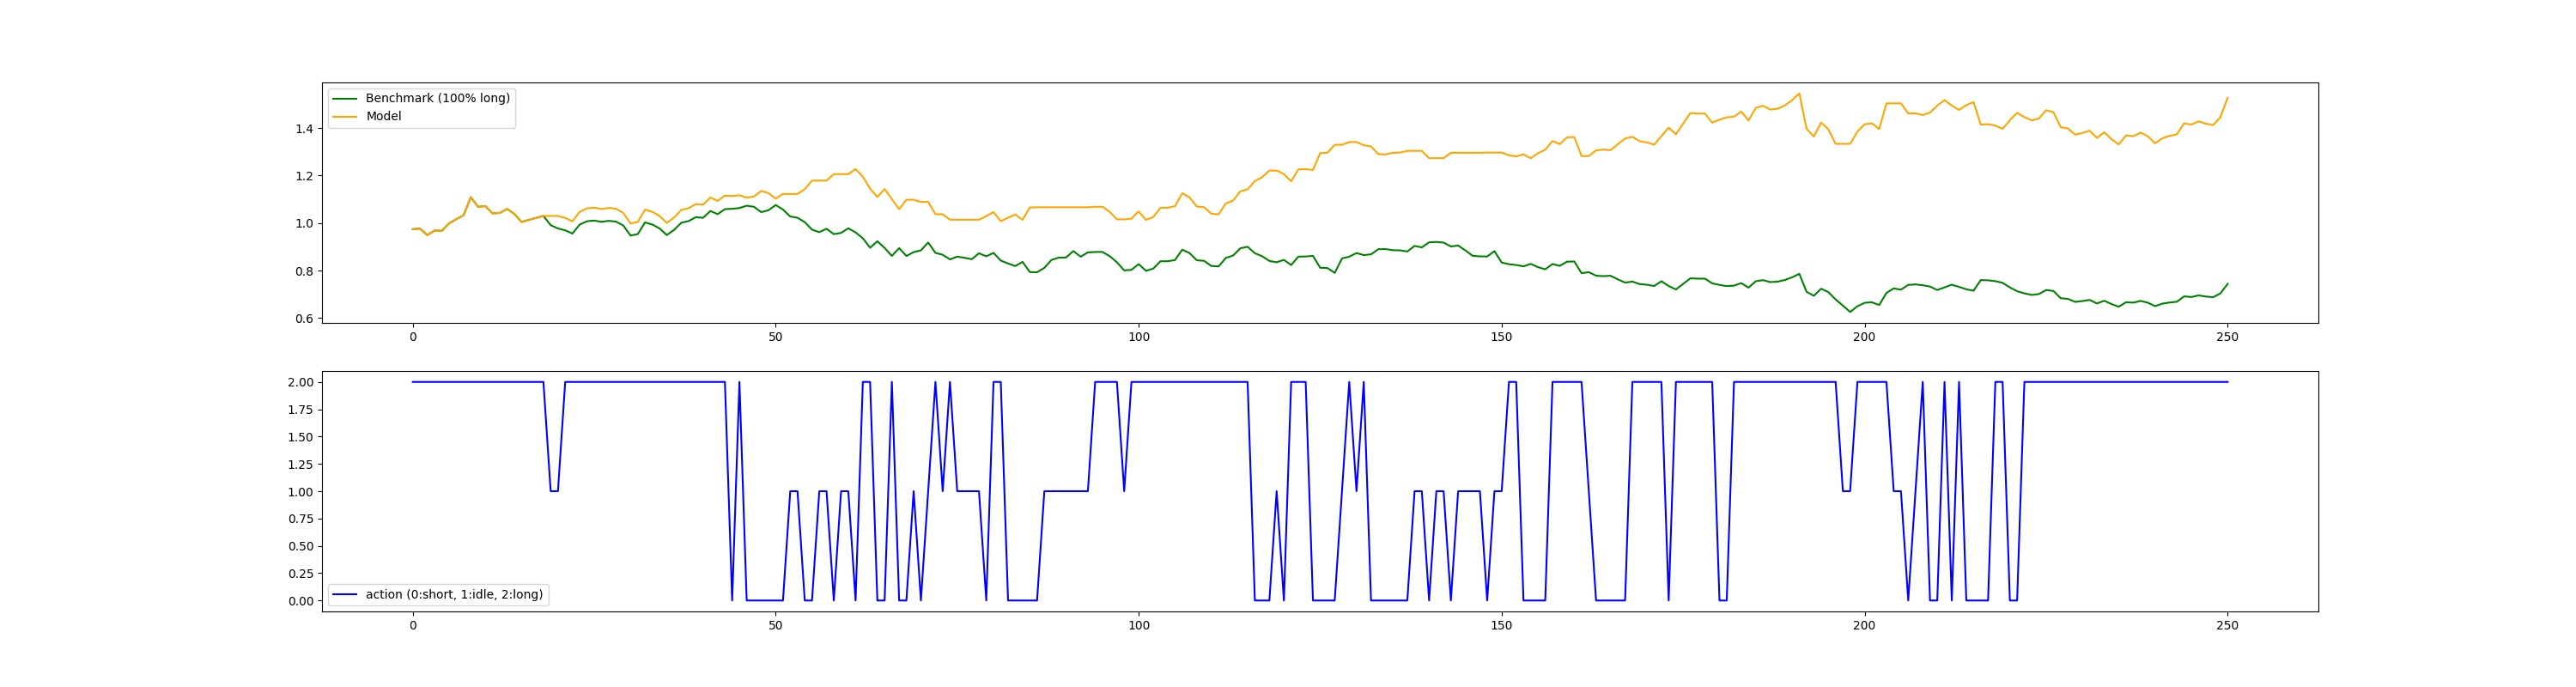 Benchmark (100% long)
Model
1.4
1.2
1.0
0.8
0.6
0 50 100 150 200 250
2.00
1.75
1.50
1.25
1.00
0.75
0.50
0.25
0.00
action (0:short, 1:idle, 2:long)
0 50 100 150 200 250